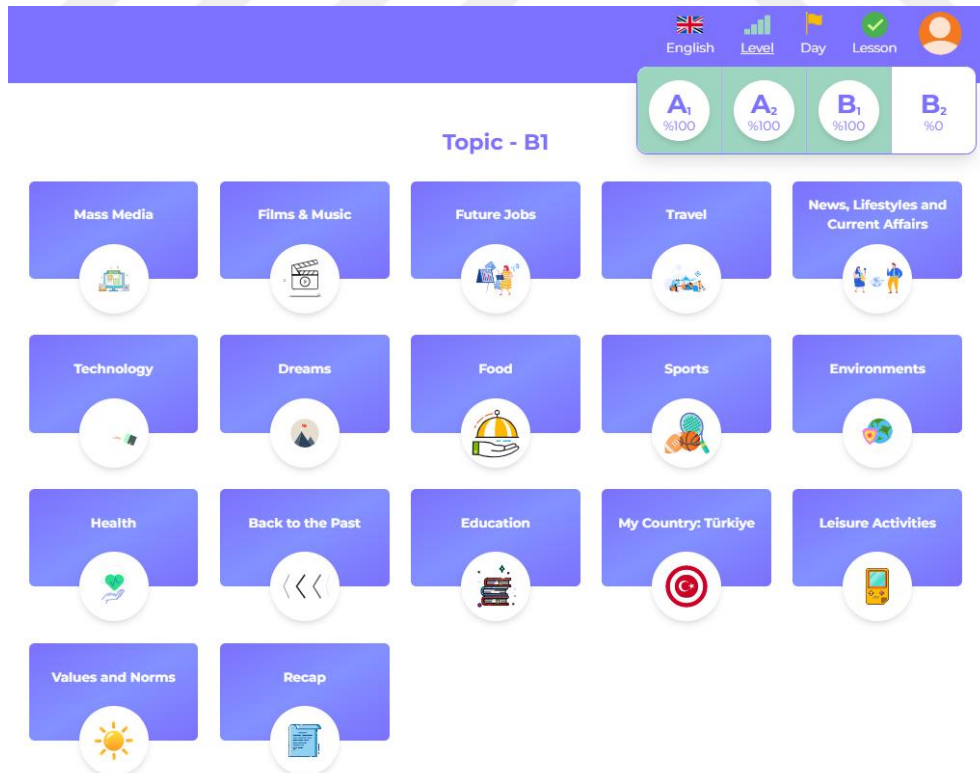 English Level Day Lesson
A1 A2 B1 B2
%100 %100 %100 %0
Topic - B1
Mass Media
Films & Music
Future Jobs
Travel
News, Lifestyles and
Current Affairs
Technology
Dreams
Food
Sports
Environments
Health
Back to the Past
Education
My Country: Türkiye
Leisure Activities
Values and Norms
Recap